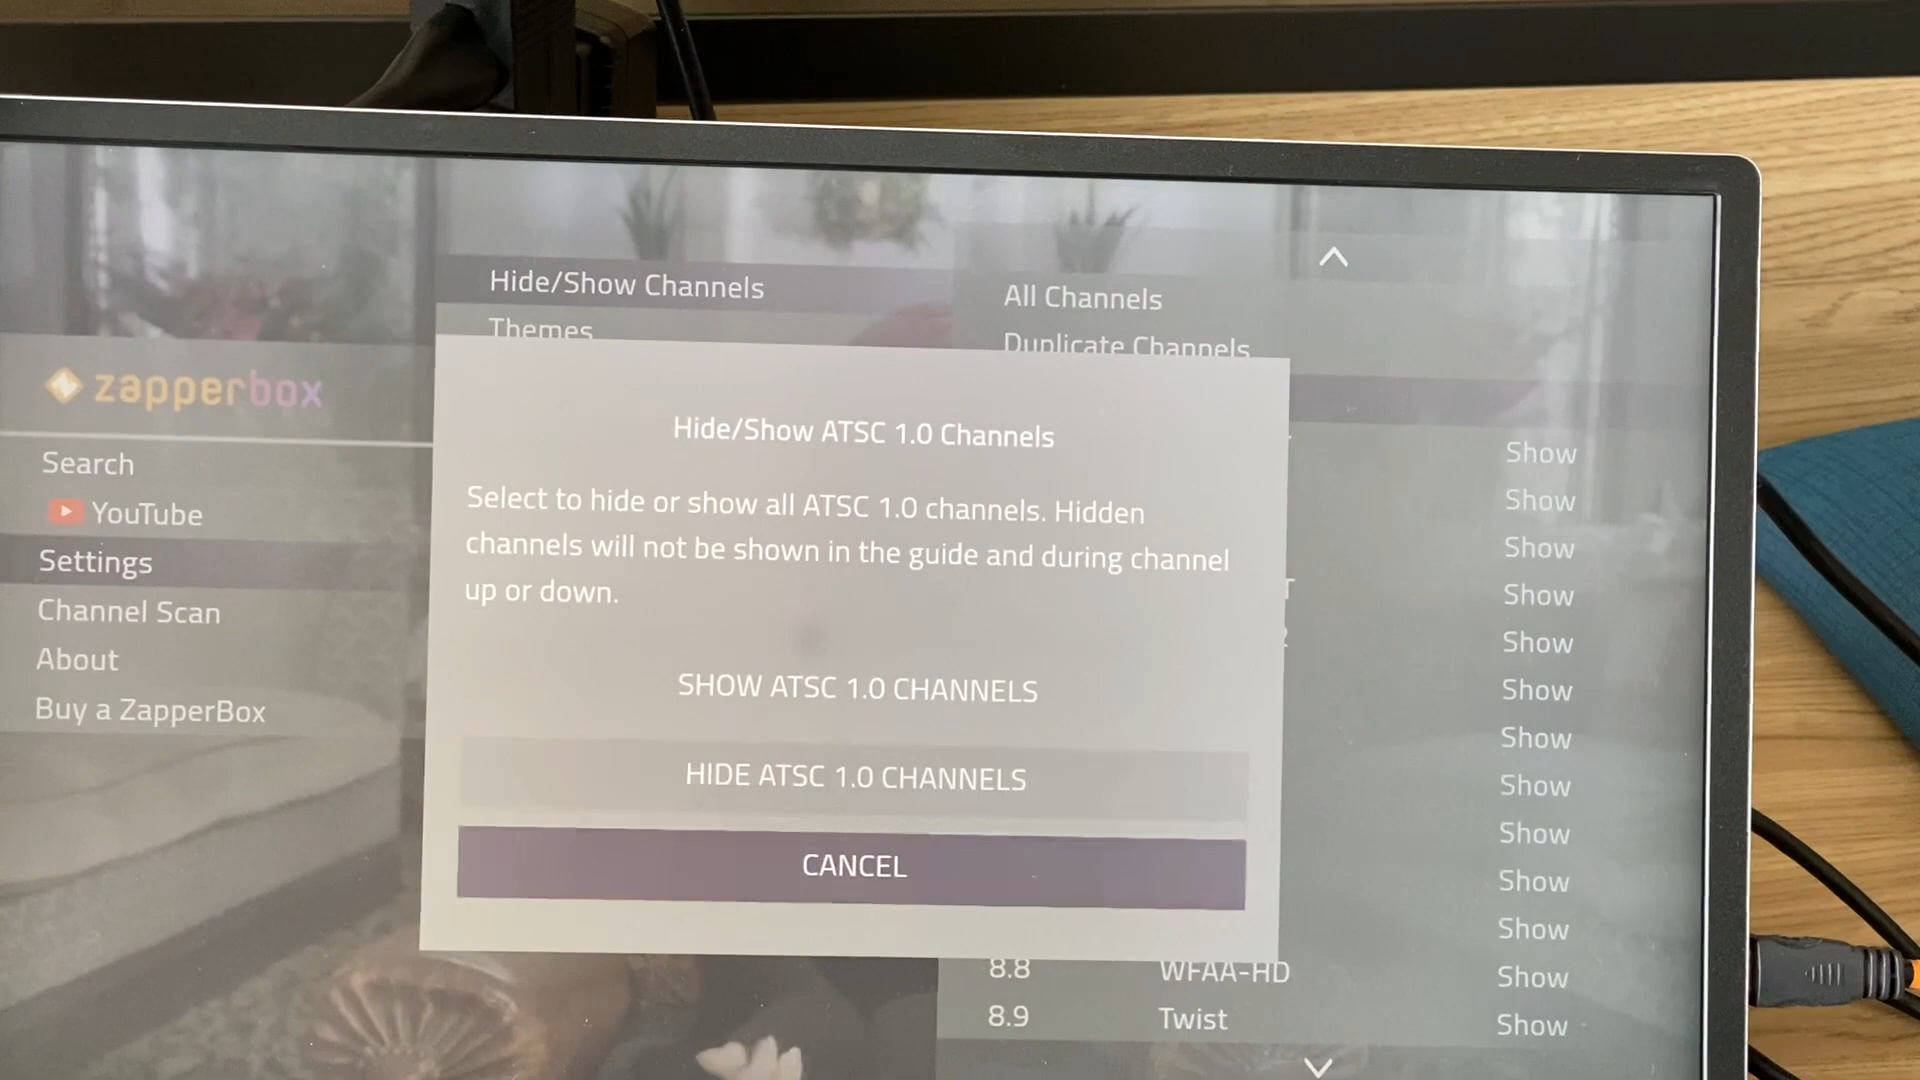 Hide/Show Channels
Themes
All Channels
Duplicate Channels
zapperbox
Search
YouTube
Settings
Channel Scan
About
Buy a ZapperBox
Hide/Show ATSC 1.0 Channels
Select to hide or show all ATSC 1.0 channels. Hidden
channels will not be shown in the guide and during channel
up or down.
SHOW ATSC 1.0 CHANNELS
HIDE ATSC 1.0 CHANNELS
CANCEL
Show
Show
Show
Show
Show
Show
Show
Show
Show
Show
Show
8.8 WFAA-HD Show
8.9 Twist Show